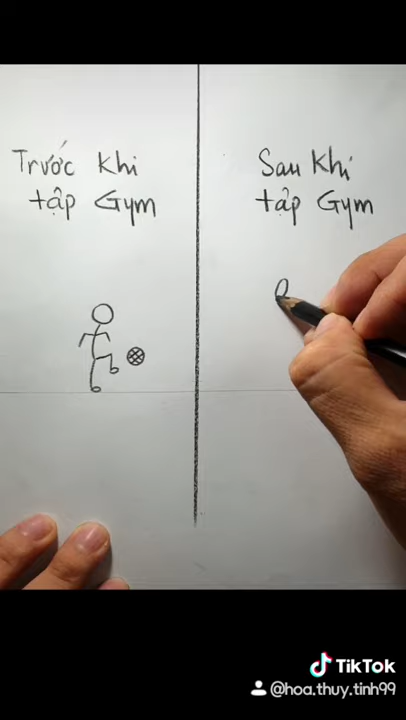 Trước Khi
tập Gym
Sau Khi
tập Gym
TikTok
@hoa.thuy.tinh99